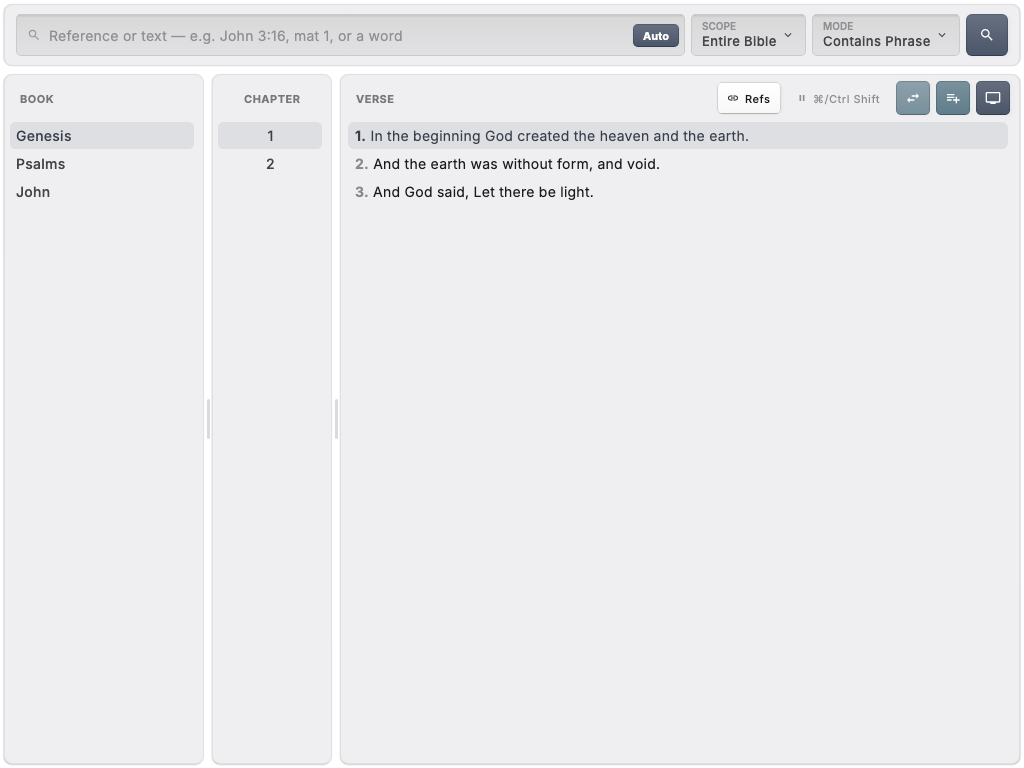 Reference or text — e.g. John 3:16, mat 1, or a word
Auto
SCOPE
Entire Bible
MODE
Contains Phrase
BOOK
Genesis
Psalms
John
CHAPTER
1
2
VERSE
Refs
⌘/Ctrl Shift
1. In the beginning God created the heaven and the earth.
2. And the earth was without form, and void.
3. And God said, Let there be light.